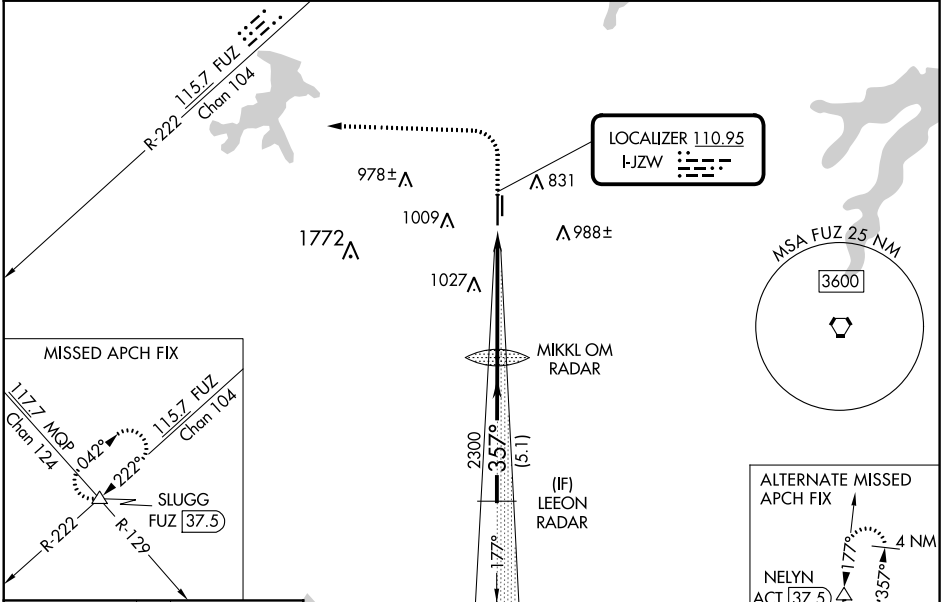 115.7 FUZ
Chan 104
R-222
LOCALIZER 110.95
I-JZW
978±
831
1009
988±
1772
1027
MSA FUZ 25 NM
3600
MIKKL OM
RADAR
2300
357°
(5.1)
(IF)
LEEON
RADAR
177°
MISSED APCH FIX
117.7 MQP
Chan 124
115.7 FUZ
Chan 104
042°
222°
SLUGG
FUZ 37.5
R-222
R-129
ALTERNATE MISSED
APCH FIX
4 NM
177°
357°
NELYN
ACT 37.5